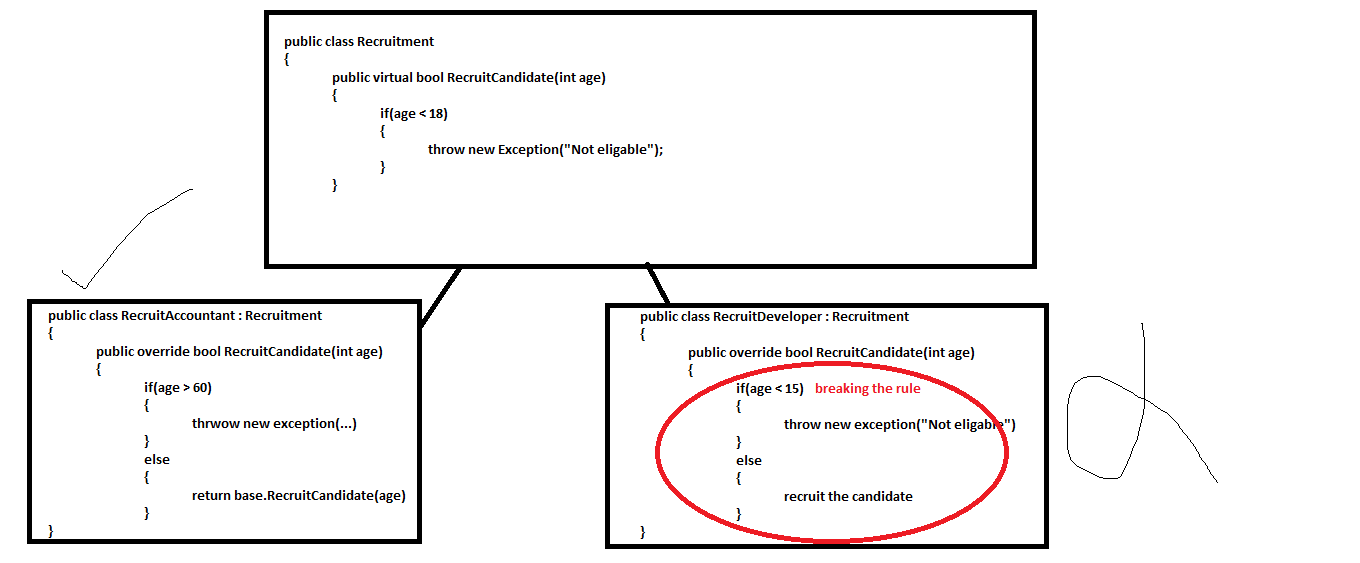 public class Recruitment
{
public virtual bool RecruitCandidate(int age)
{
if(age < 18)
{
throw new Exception("Not eligable");
}
}
public class RecruitAccountant : Recruitment
{
public override bool RecruitCandidate(int age)
{
if(age > 60)
{
thrwow new exception(...)
}
else
{
return base.RecruitCandidate(age)
}
}
public class RecruitDeveloper : Recruitment
{
public override bool RecruitCandidate(int age)
{
if(age < 15) breaking the rule
{
throw new exception("Not eligable")
}
else
{
recruit the candidate
}
}